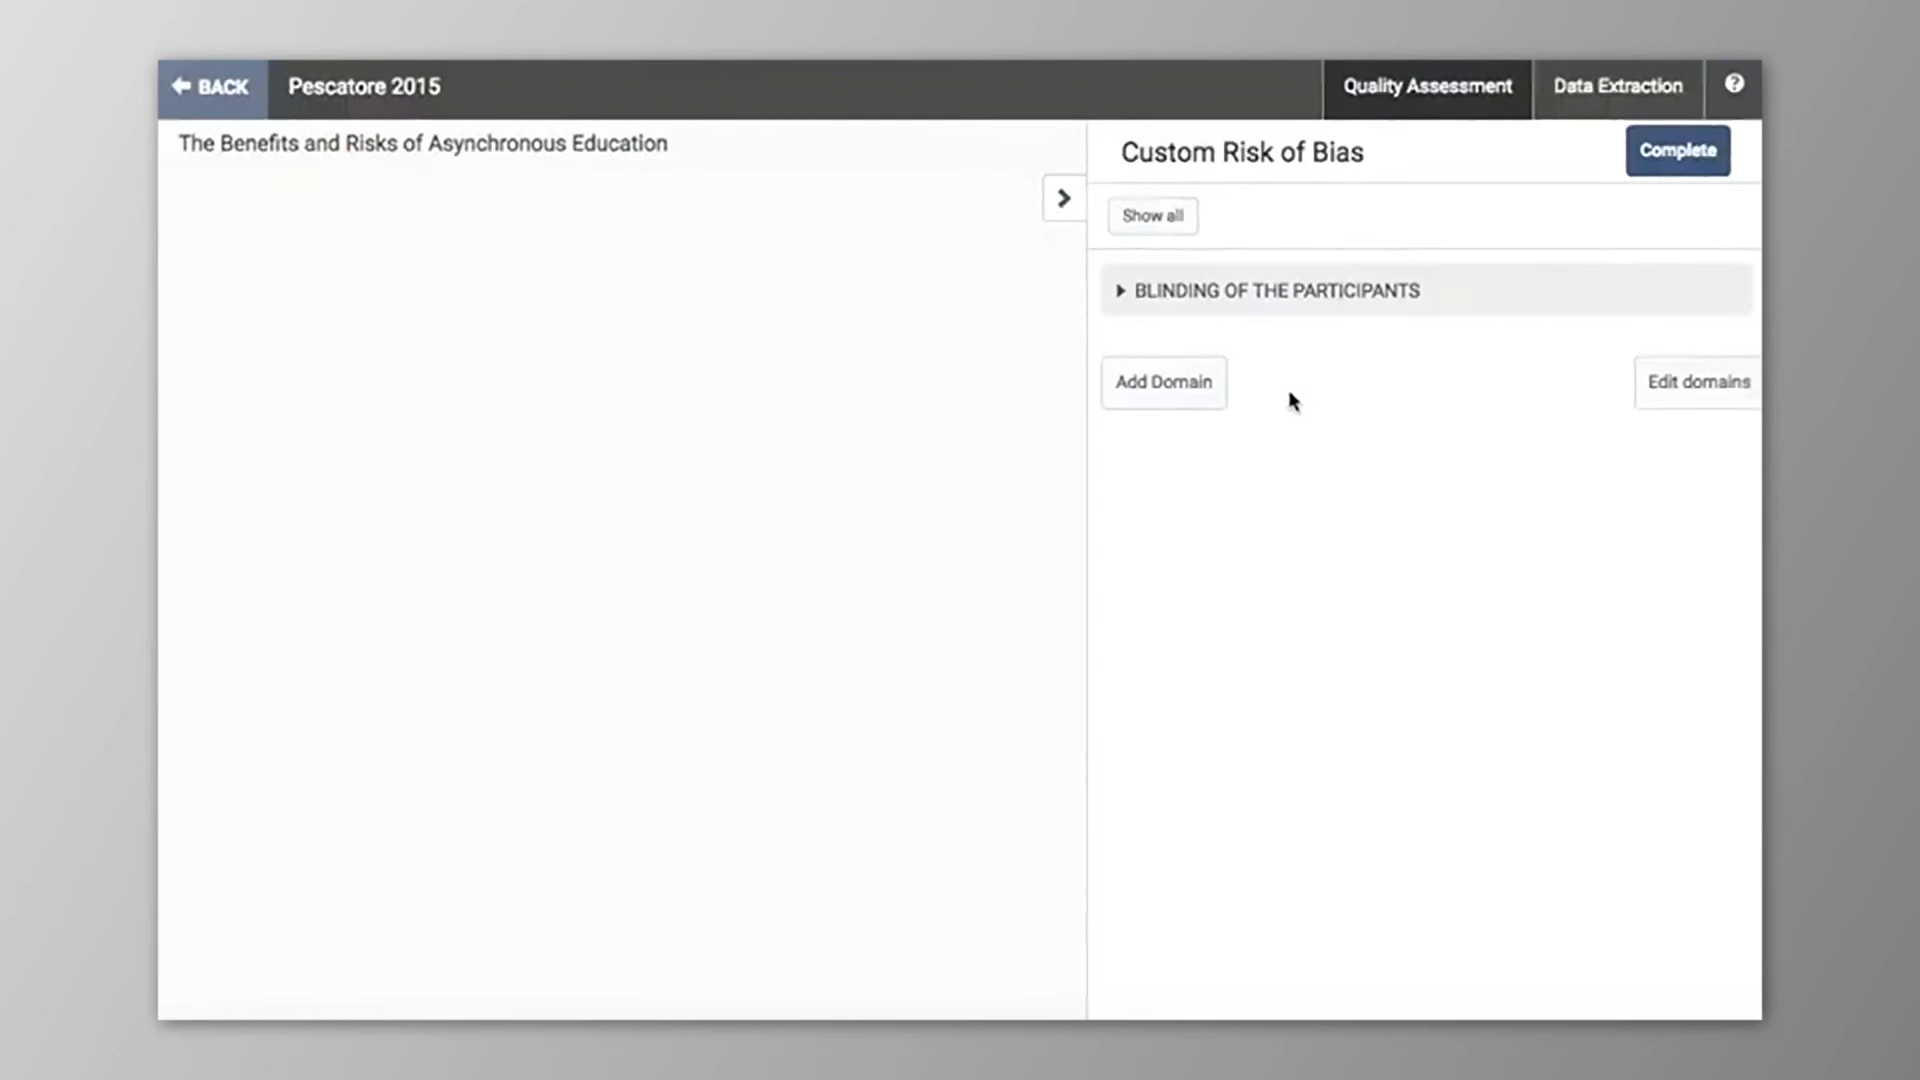 BACK
Pescatore 2015
Quality Assessment
Data Extraction
?
The Benefits and Risks of Asynchronous Education
Custom Risk of Bias
Complete
Show all
BLINDING OF THE PARTICIPANTS
Add Domain
Edit domains